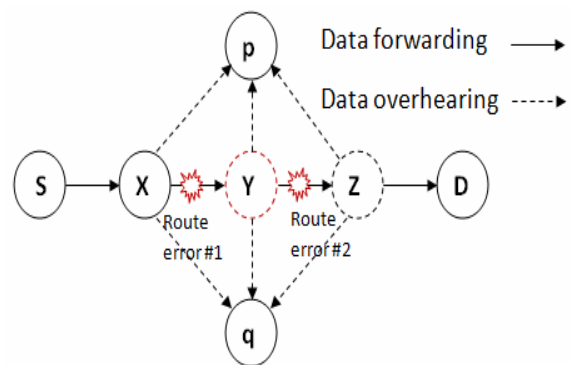 p
Data forwarding
Data overhearing
S
X
Y
Z
D
Route
error #1
Route
error #2
q